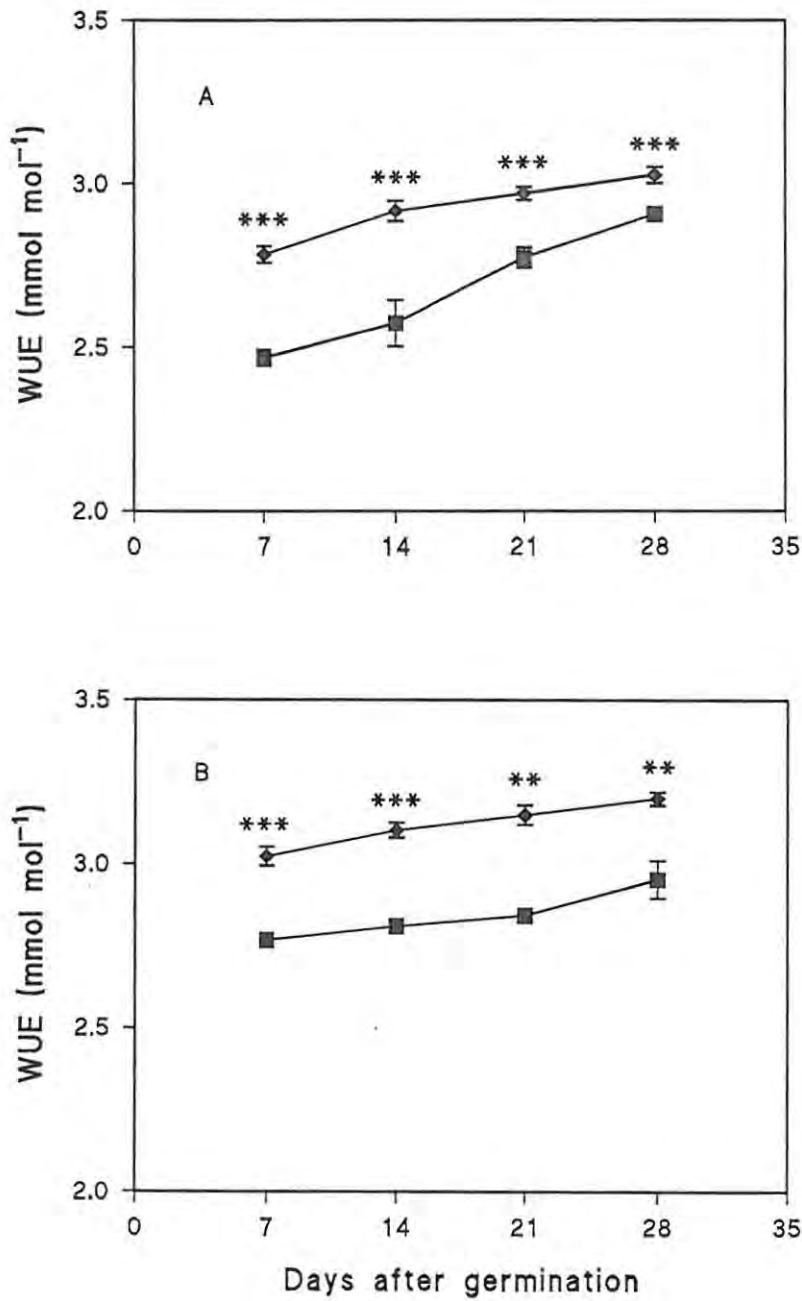 3.5
A
***
***
***
***
3.0
WUE (mmol mol⁻¹)
2.5
2.0
0 7 14 21 28 35
3.5
B
**
**
***
***
3.0
WUE (mmol mol⁻¹)
2.5
2.0
0 7 14 21 28 35
Days after germination